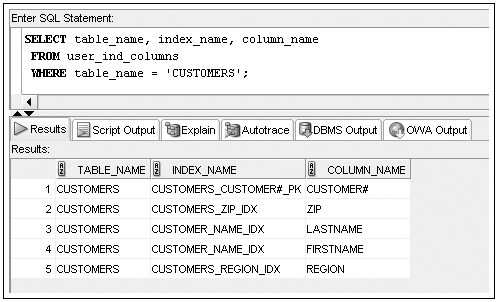 Enter SQL Statement:
SELECT table_name, index_name, column_name
FROM user_ind_columns
WHERE table_name = 'CUSTOMERS';
Results Script Output Explain Autotrace DBMS Output OWA Output
Results:
TABLE_NAME INDEX_NAME COLUMN_NAME
1 CUSTOMERS CUSTOMERS_CUSTOMER#_PK CUSTOMER#
2 CUSTOMERS CUSTOMERS_ZIP_IDX ZIP
3 CUSTOMERS CUSTOMER_NAME_IDX LASTNAME
4 CUSTOMERS CUSTOMER_NAME_IDX FIRSTNAME
5 CUSTOMERS CUSTOMERS_REGION_IDX REGION